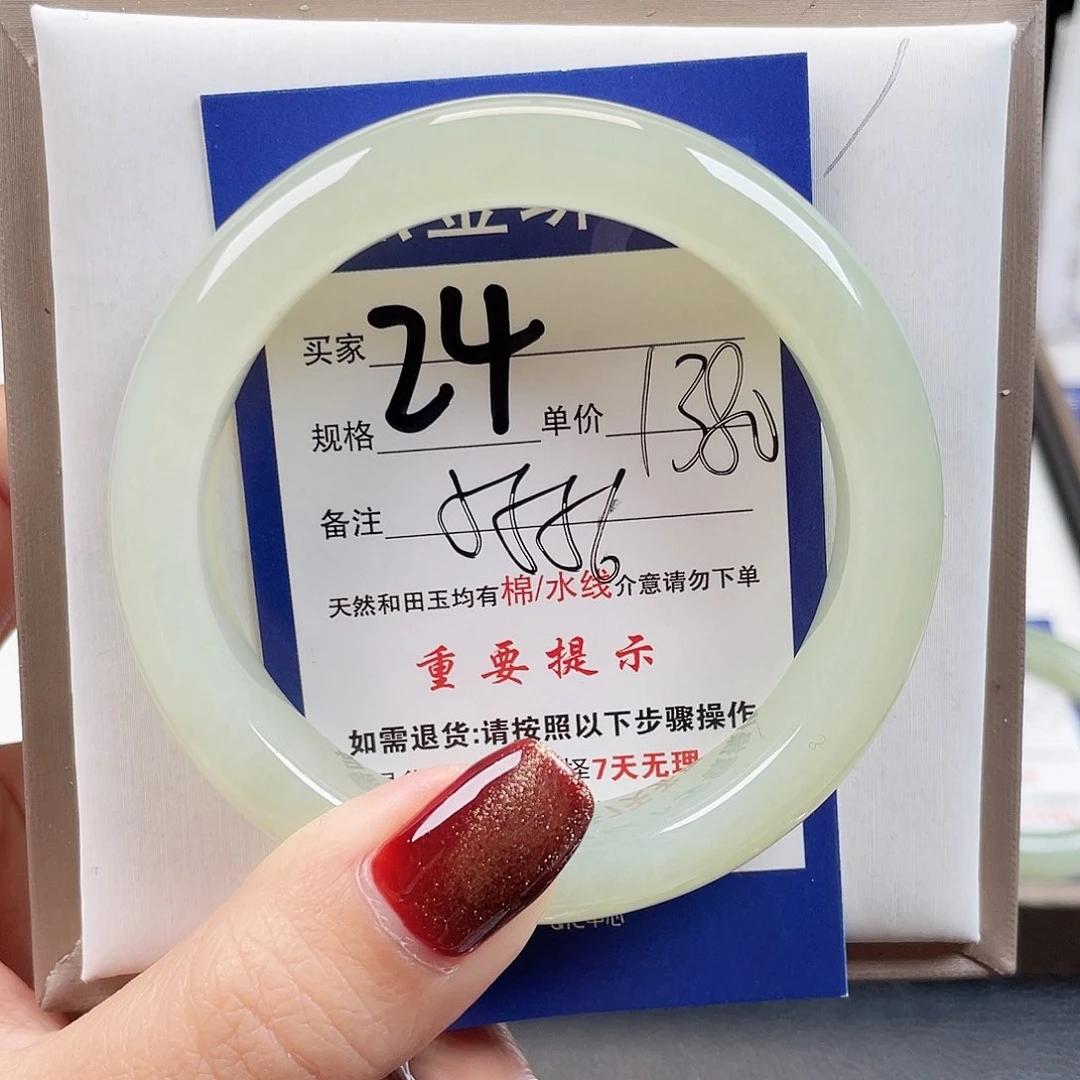 买家 24
规格 单价 1380
备注
天然和田玉均有棉/水线介意请勿下单
重要提示
如需退货:请按照以下步骤操作
择7天无理